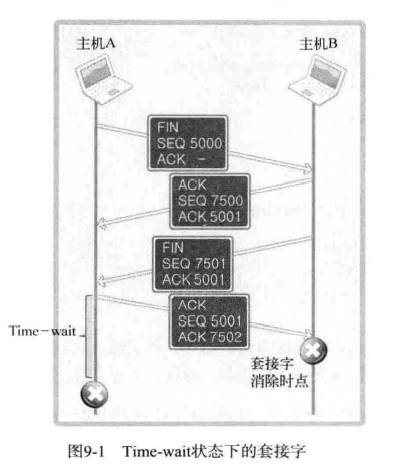 主机A
主机B
FIN
SEQ 5000
ACK -
ACK
SEQ 7500
ACK 5001
FIN
SEQ 7501
ACK 5001
ACK
SEQ 5001
ACK 7502
Time-wait
套接字
消除时点
图9-1 Time-wait状态下的套接字